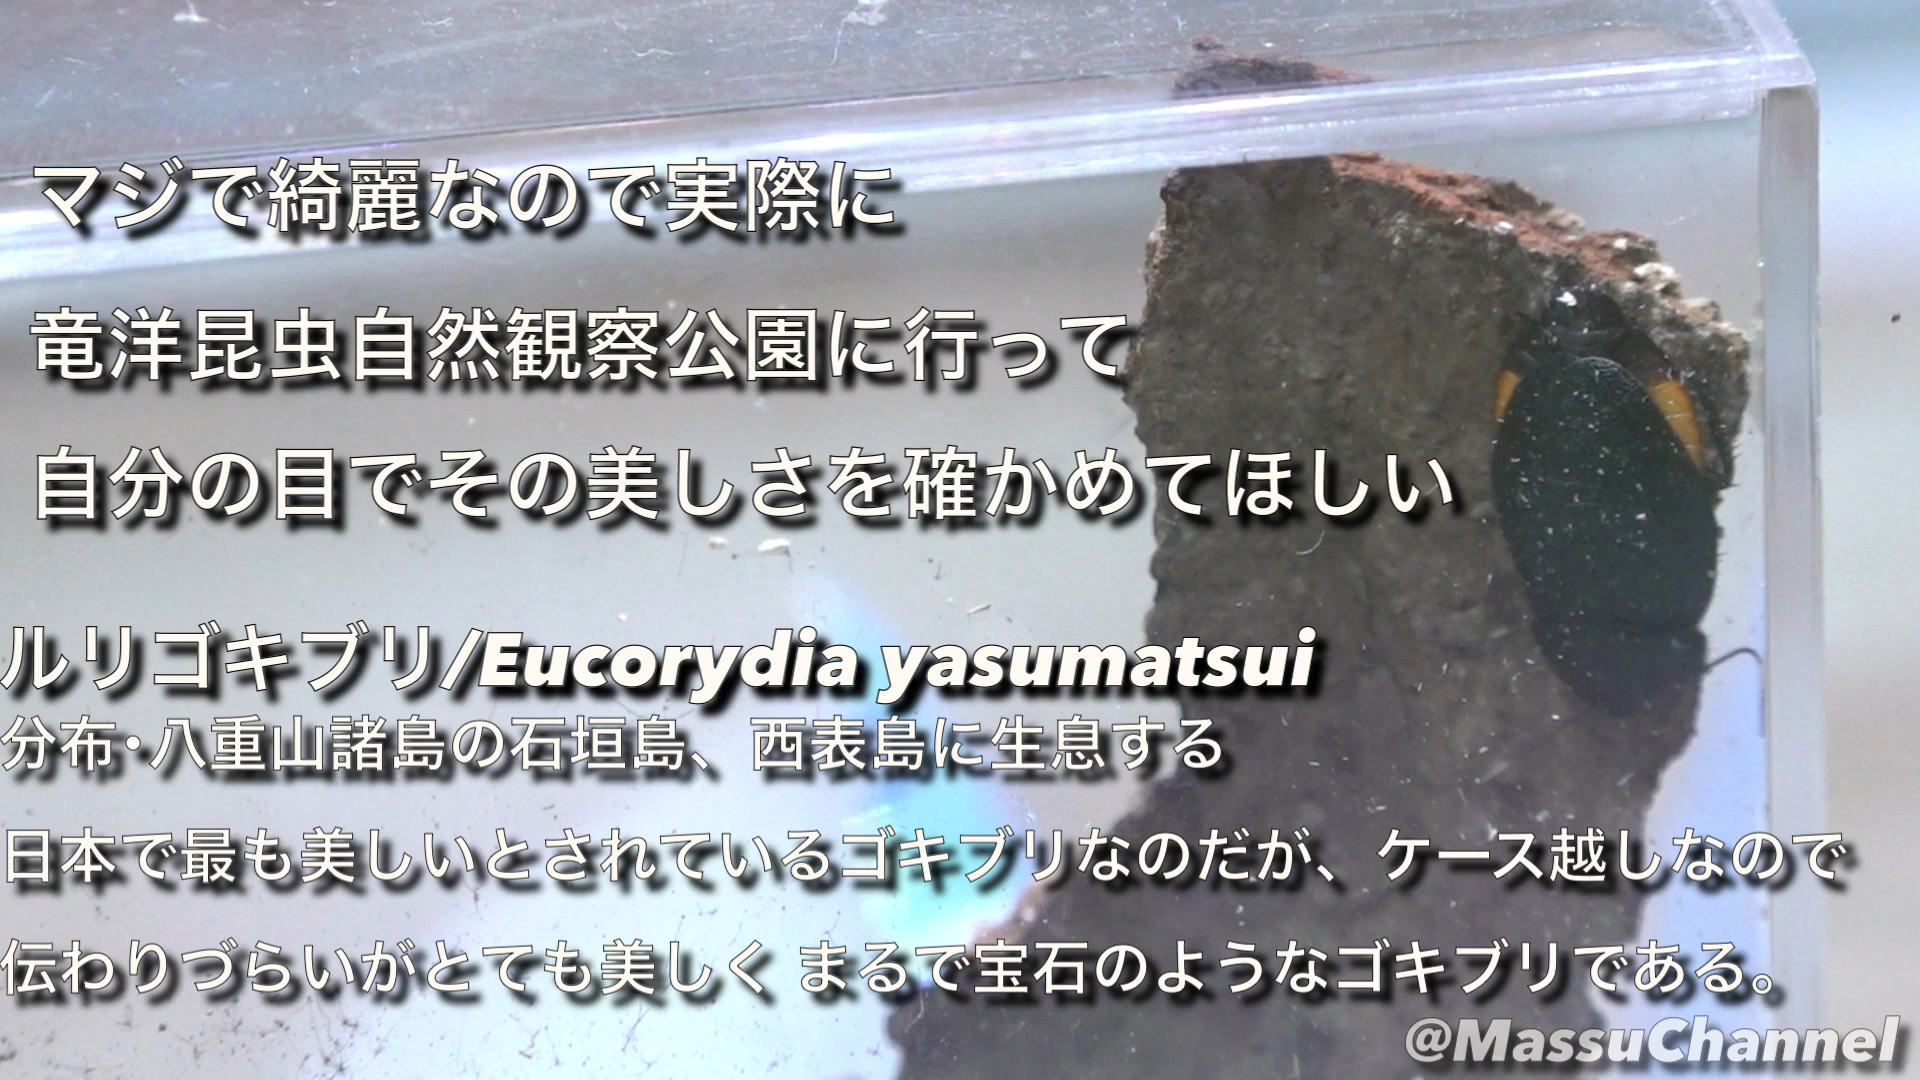 マジで綺麗なので実際に
竜洋昆虫自然観察公園に行って
自分の目でその美しさを確かめてほしい
ルリゴキブリ/Eucorydia yasumatsui
分布･八重山諸島の石垣島、西表島に生息する
日本で最も美しいとされているゴキブリなのだが、ケース越しなので
伝わりづらいがとても美しく まるで宝石のようなゴキブリである。
@MassuChannel